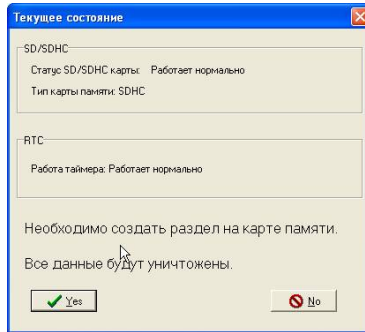 Текущее состояние
SD/SDHC
Статус SD/SDHC карты: Работает нормально
Тип карты памяти: SDHC
RTC
Работа таймера: Работает нормально
Необходимо создать раздел на карте памяти.
Все данные будут уничтожены.
Yes
No